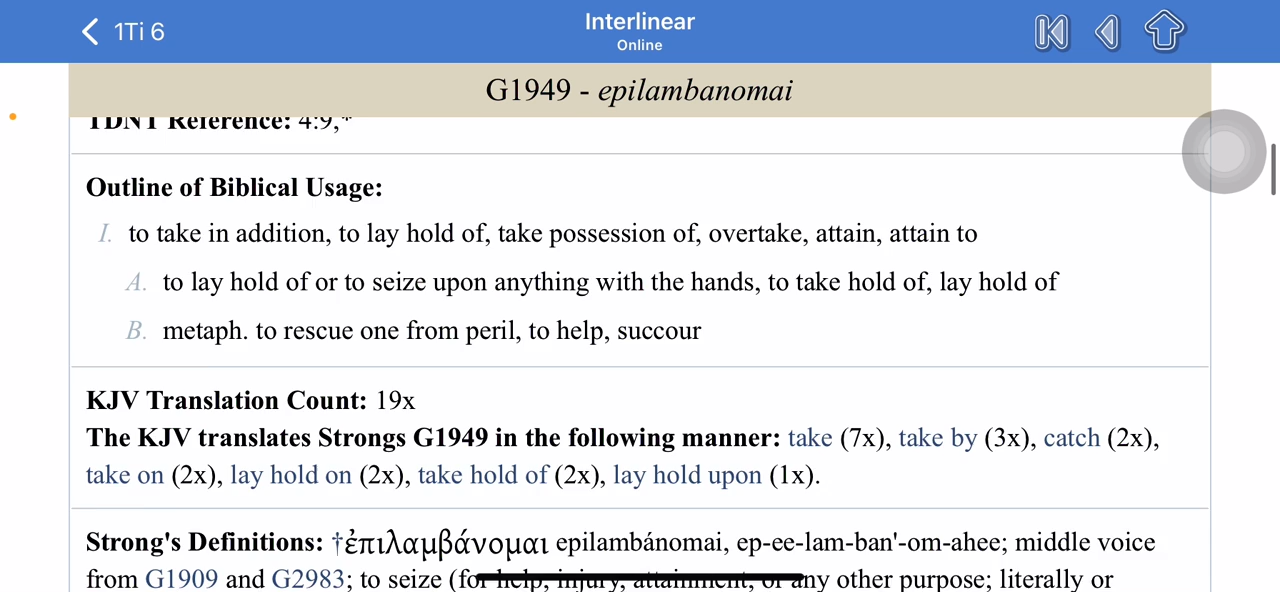 1Ti 6
Interlinear
Online
G1949 - epilambanomai
TDNT Reference: 4:9,*
Outline of Biblical Usage:
I. to take in addition, to lay hold of, take possession of, overtake, attain, attain to
A. to lay hold of or to seize upon anything with the hands, to take hold of, lay hold of
B. metaph. to rescue one from peril, to help, succour
KJV Translation Count: 19x
The KJV translates Strongs G1949 in the following manner: take (7x), take by (3x), catch (2x),
take on (2x), lay hold on (2x), take hold of (2x), lay hold upon (1x).
Strong's Definitions: †ἐπιλαμβάνομαι epilambánomai, ep-ee-lam-ban'-om-ahee; middle voice
from G1909 and G2983; to seize (for help, injury, attainment, or any other purpose; literally or